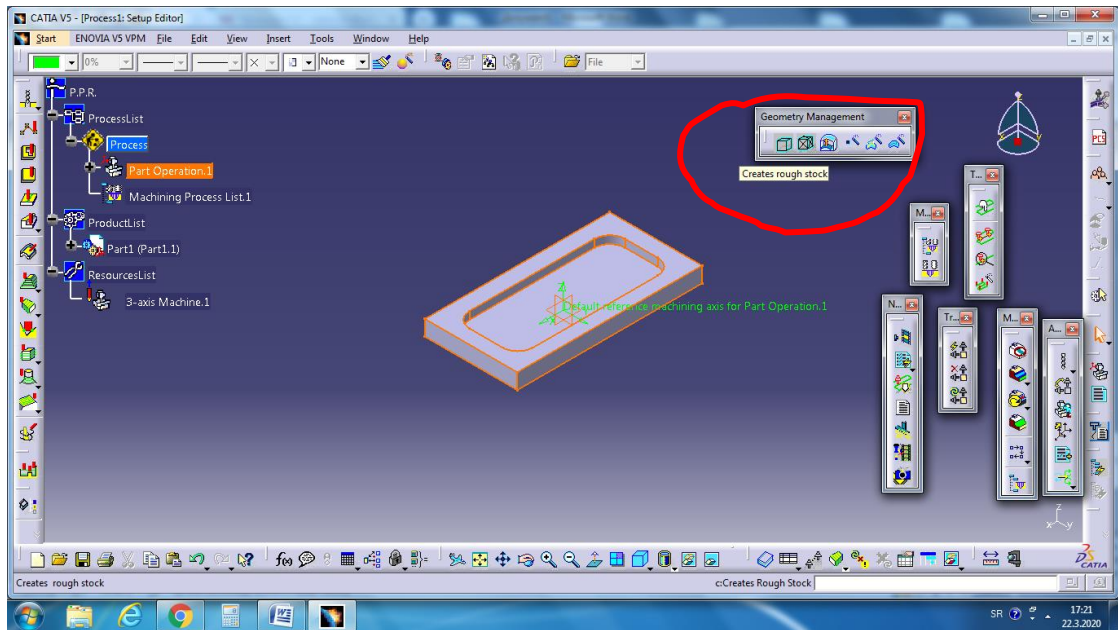 CATIA V5 - [Process1: Setup Editor]
Start ENOVIA V5 VPM File Edit View Insert Tools Window Help
0% None File
P.P.R.
ProcessList
Process
Part Operation.1
Machining Process List.1
ProductList
Part1 (Part1.1)
ResourcesList
3-axis Machine.1
Geometry Management
Creates rough stock
T...
M...
N...
Tr...
M...
A...
Z
Default reference machining axis for Part Operation.1
X
Y
PCS
z
x y
f(x)
CATIA
Creates rough stock
c:Creates Rough Stock
SR
17:21
22.3.2020